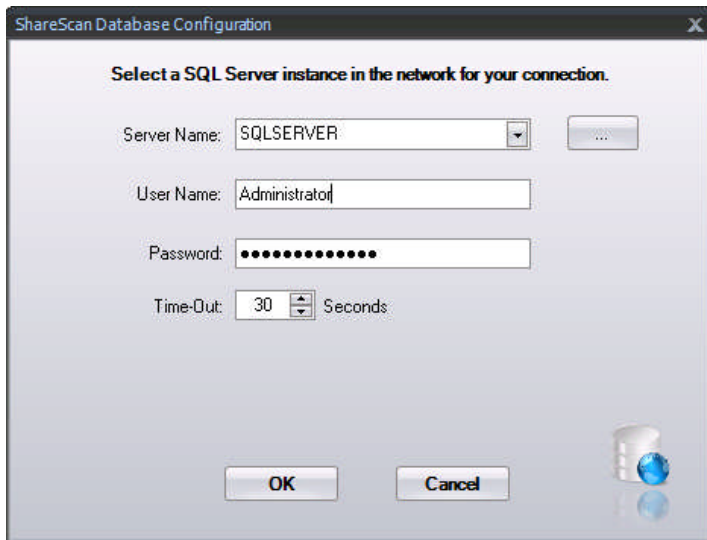 ShareScan Database Configuration X
Select a SQL Server instance in the network for your connection.
Server Name: SQLSERVER ...
User Name: Administrator
Password: •••••••••••••
Time-Out: 30 Seconds
OK Cancel